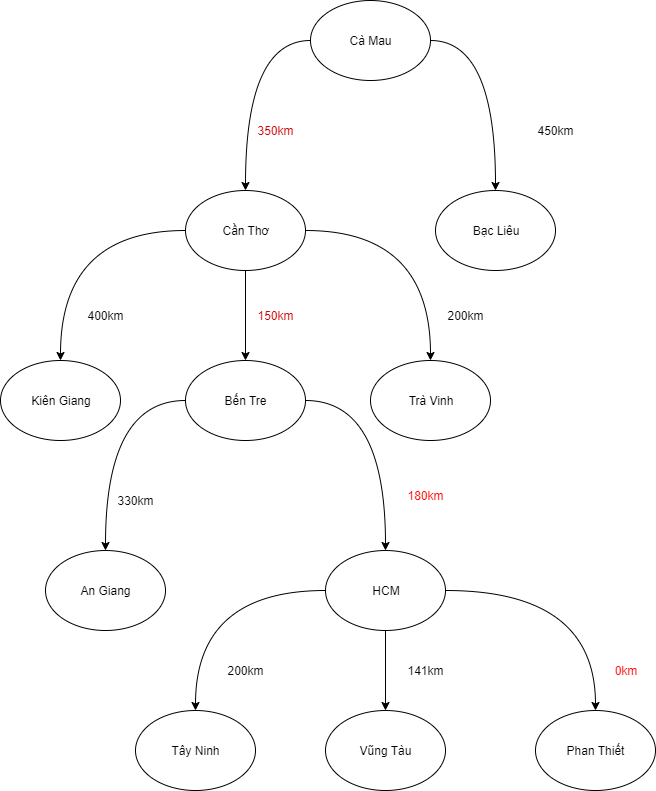 Cà Mau
350km
450km
Cần Thơ
Bạc Liêu
400km
150km
200km
Kiên Giang
Bến Tre
Trà Vinh
330km
180km
An Giang
HCM
200km
141km
0km
Tây Ninh
Vũng Tàu
Phan Thiết